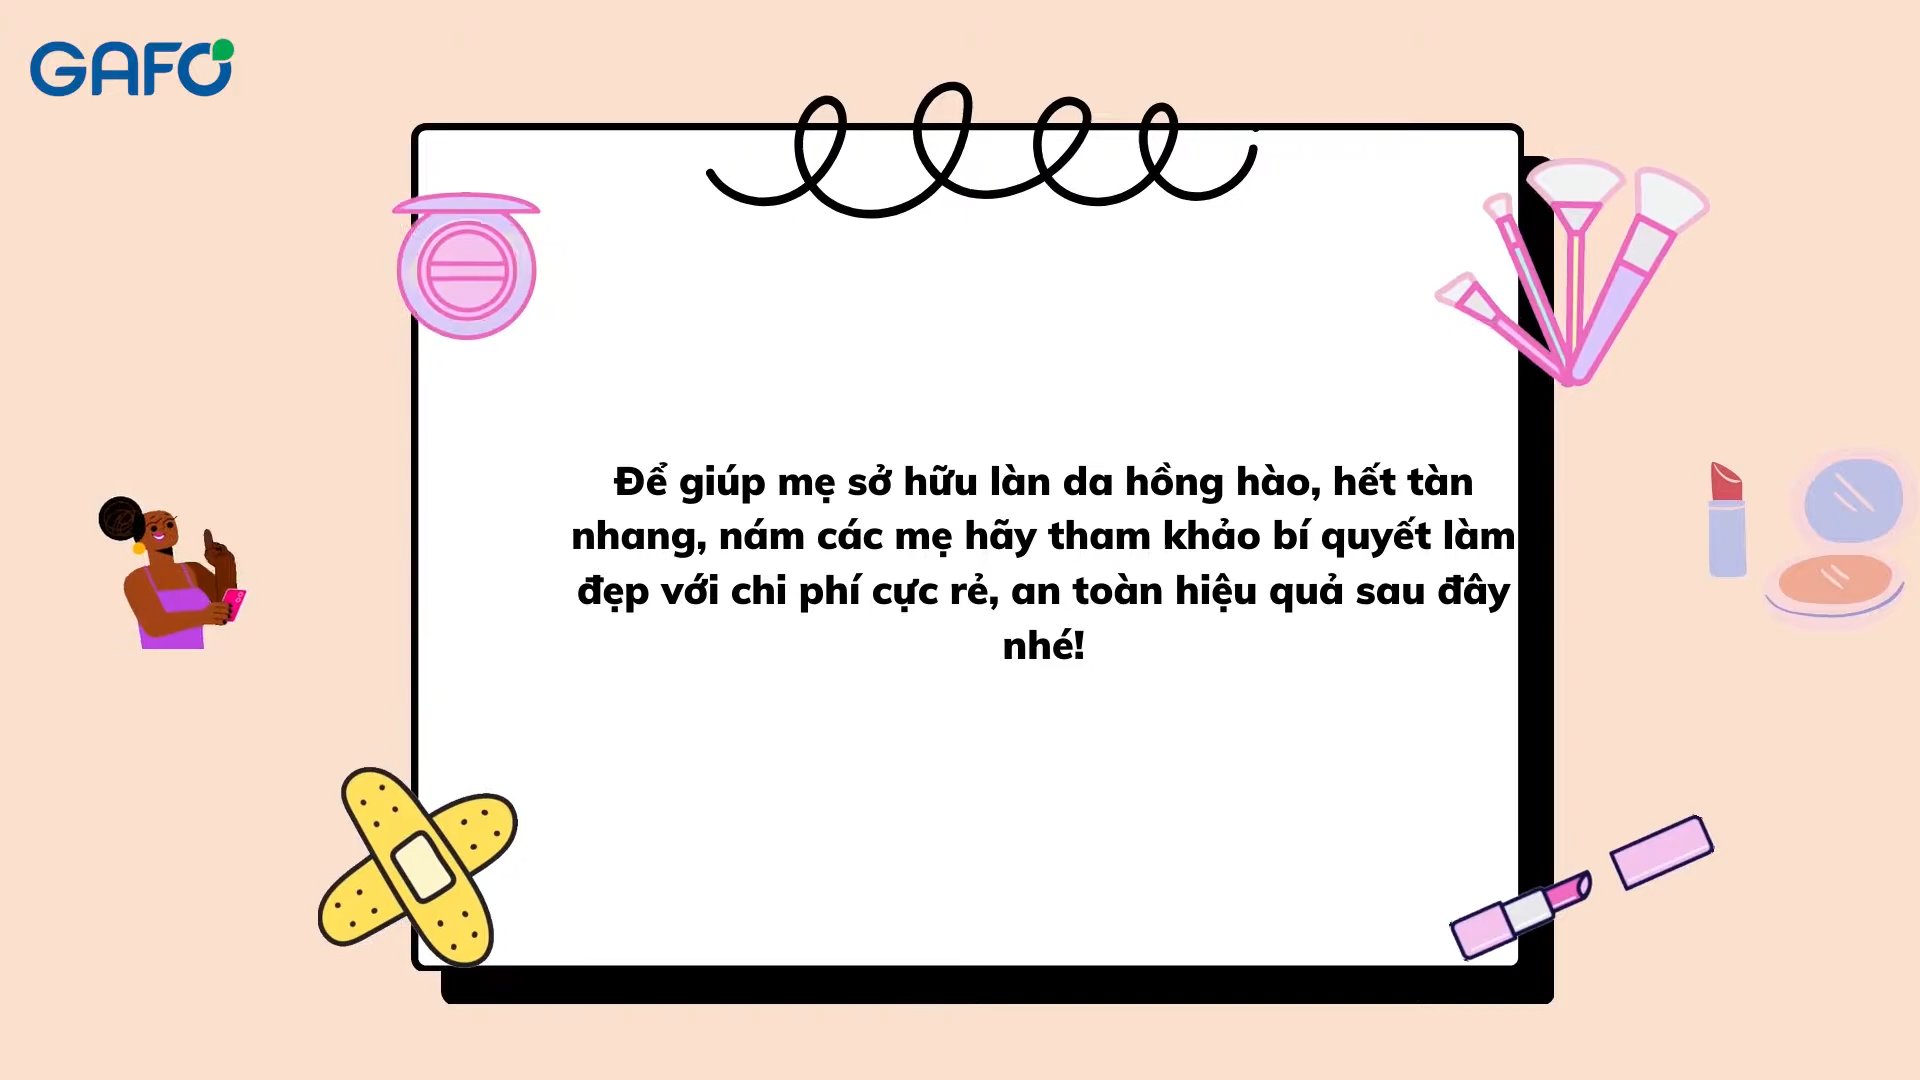 GAFO
Để giúp mẹ sở hữu làn da hồng hào, hết tàn
nhang, nám các mẹ hãy tham khảo bí quyết làm
đẹp với chi phí cực rẻ, an toàn hiệu quả sau đây
nhé!